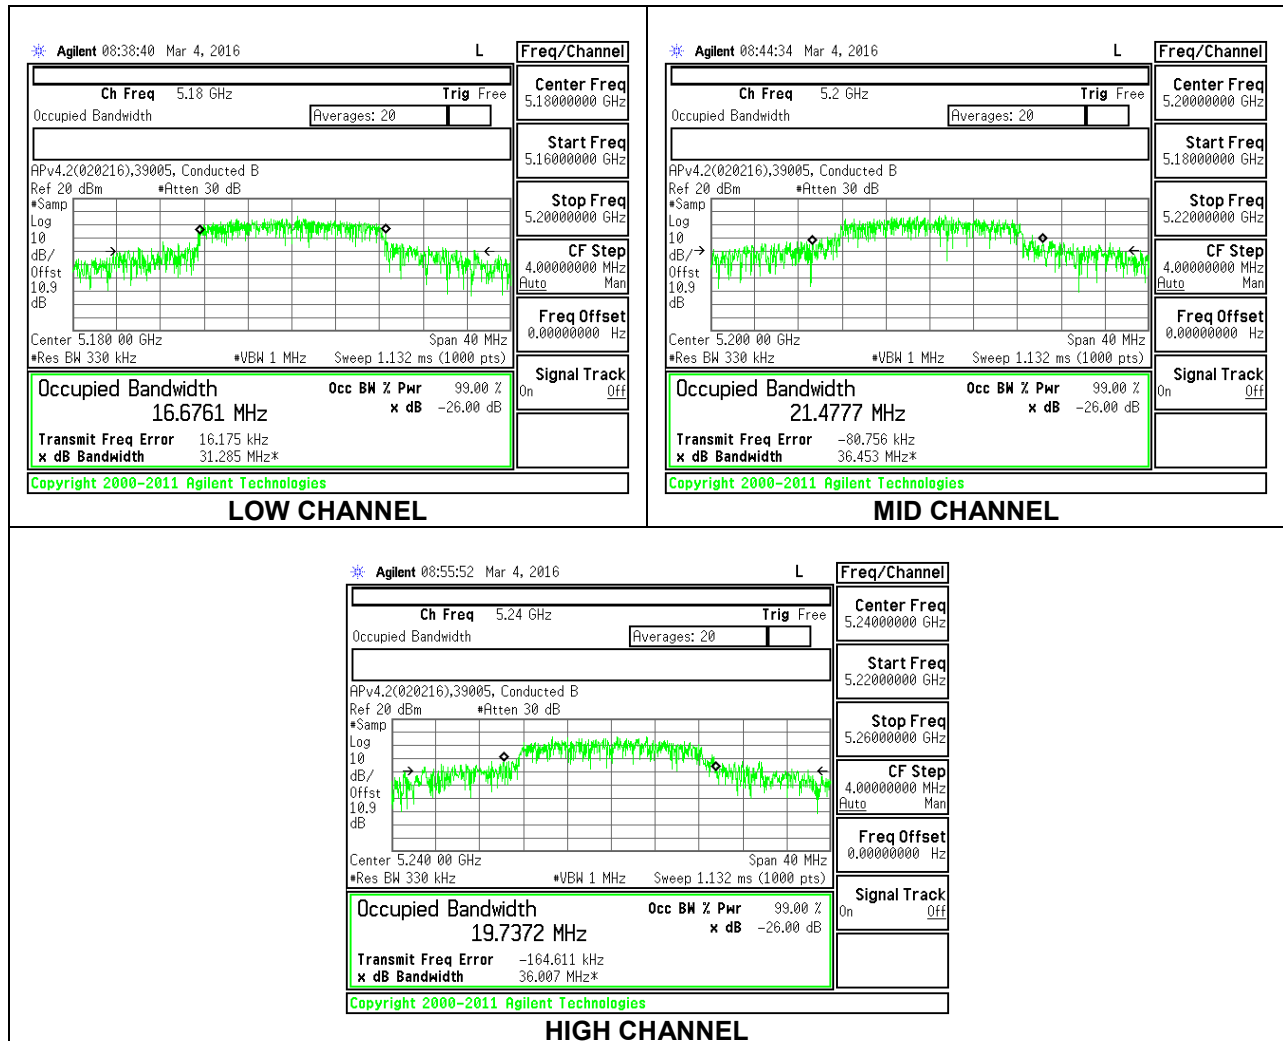 Agilent 08:38:40 Mar 4, 2016 L Freq/Channel
Ch Freq 5.18 GHz Trig Free
Occupied Bandwidth Averages: 20
Center Freq
5.18000000 GHz
Start Freq
5.16000000 GHz
Stop Freq
5.20000000 GHz
CF Step
4.00000000 MHz
Auto Man
Freq Offset
0.00000000 Hz
Signal Track
On Off
APv4.2(020216),39005, Conducted B
Ref 20 dBm #Atten 30 dB
#Samp
Log
10
dB/
Offst
10.9
dB
Center 5.180 00 GHz Span 40 MHz
#Res BW 330 kHz #VBW 1 MHz Sweep 1.132 ms (1000 pts)
Occupied Bandwidth Occ BW % Pwr 99.00 %
16.6761 MHz x dB -26.00 dB
Transmit Freq Error 16.175 kHz
x dB Bandwidth 31.285 MHz*
Copyright 2000-2011 Agilent Technologies
LOW CHANNEL
Agilent 08:44:34 Mar 4, 2016 L Freq/Channel
Ch Freq 5.2 GHz Trig Free
Occupied Bandwidth Averages: 20
Center Freq
5.20000000 GHz
Start Freq
5.18000000 GHz
Stop Freq
5.22000000 GHz
CF Step
4.00000000 MHz
Auto Man
Freq Offset
0.00000000 Hz
Signal Track
On Off
APv4.2(020216),39005, Conducted B
Ref 20 dBm #Atten 30 dB
#Samp
Log
10
dB/
Offst
10.9
dB
Center 5.200 00 GHz Span 40 MHz
#Res BW 330 kHz #VBW 1 MHz Sweep 1.132 ms (1000 pts)
Occupied Bandwidth Occ BW % Pwr 99.00 %
21.4777 MHz x dB -26.00 dB
Transmit Freq Error -80.756 kHz
x dB Bandwidth 36.453 MHz*
Copyright 2000-2011 Agilent Technologies
MID CHANNEL
Agilent 08:55:52 Mar 4, 2016 L Freq/Channel
Ch Freq 5.24 GHz Trig Free
Occupied Bandwidth Averages: 20
Center Freq
5.24000000 GHz
Start Freq
5.22000000 GHz
Stop Freq
5.26000000 GHz
CF Step
4.00000000 MHz
Auto Man
Freq Offset
0.00000000 Hz
Signal Track
On Off
APv4.2(020216),39005, Conducted B
Ref 20 dBm #Atten 30 dB
#Samp
Log
10
dB/
Offst
10.9
dB
Center 5.240 00 GHz Span 40 MHz
#Res BW 330 kHz #VBW 1 MHz Sweep 1.132 ms (1000 pts)
Occupied Bandwidth Occ BW % Pwr 99.00 %
19.7372 MHz x dB -26.00 dB
Transmit Freq Error -164.611 kHz
x dB Bandwidth 36.007 MHz*
Copyright 2000-2011 Agilent Technologies
HIGH CHANNEL